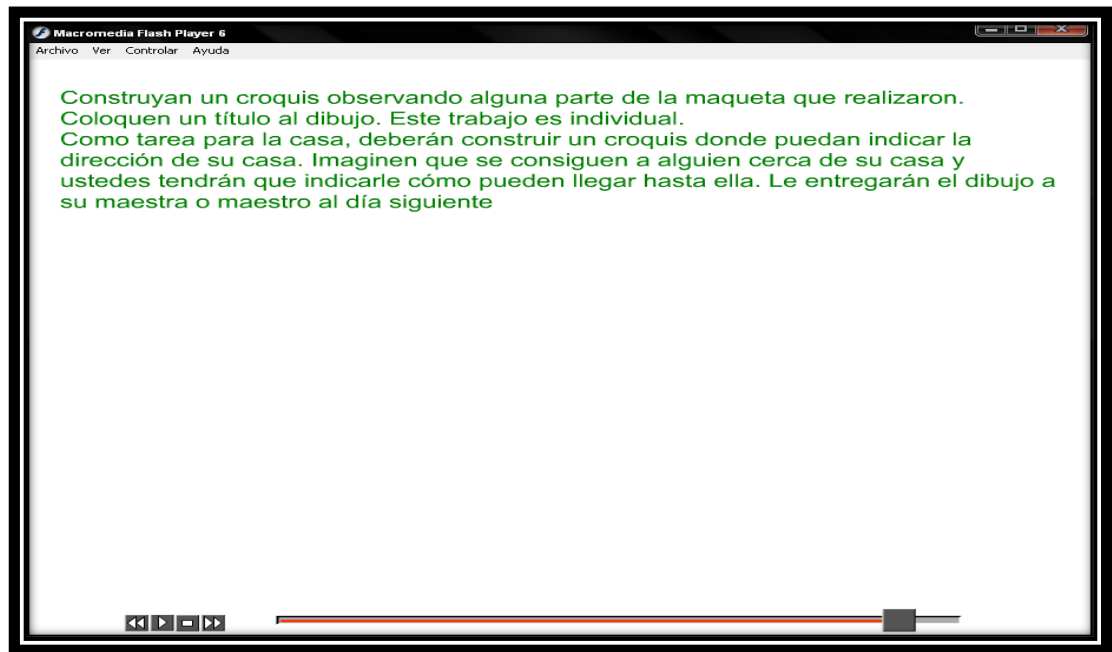 Macromedia Flash Player 6
Archivo Ver Controlar Ayuda
Construyan un croquis observando alguna parte de la maqueta que realizaron.
Coloquen un título al dibujo. Este trabajo es individual.
Como tarea para la casa, deberán construir un croquis donde puedan indicar la
dirección de su casa. Imaginen que se consiguen a alguien cerca de su casa y
ustedes tendrán que indicarle cómo pueden llegar hasta ella. Le entregarán el dibujo a
su maestra o maestro al día siguiente